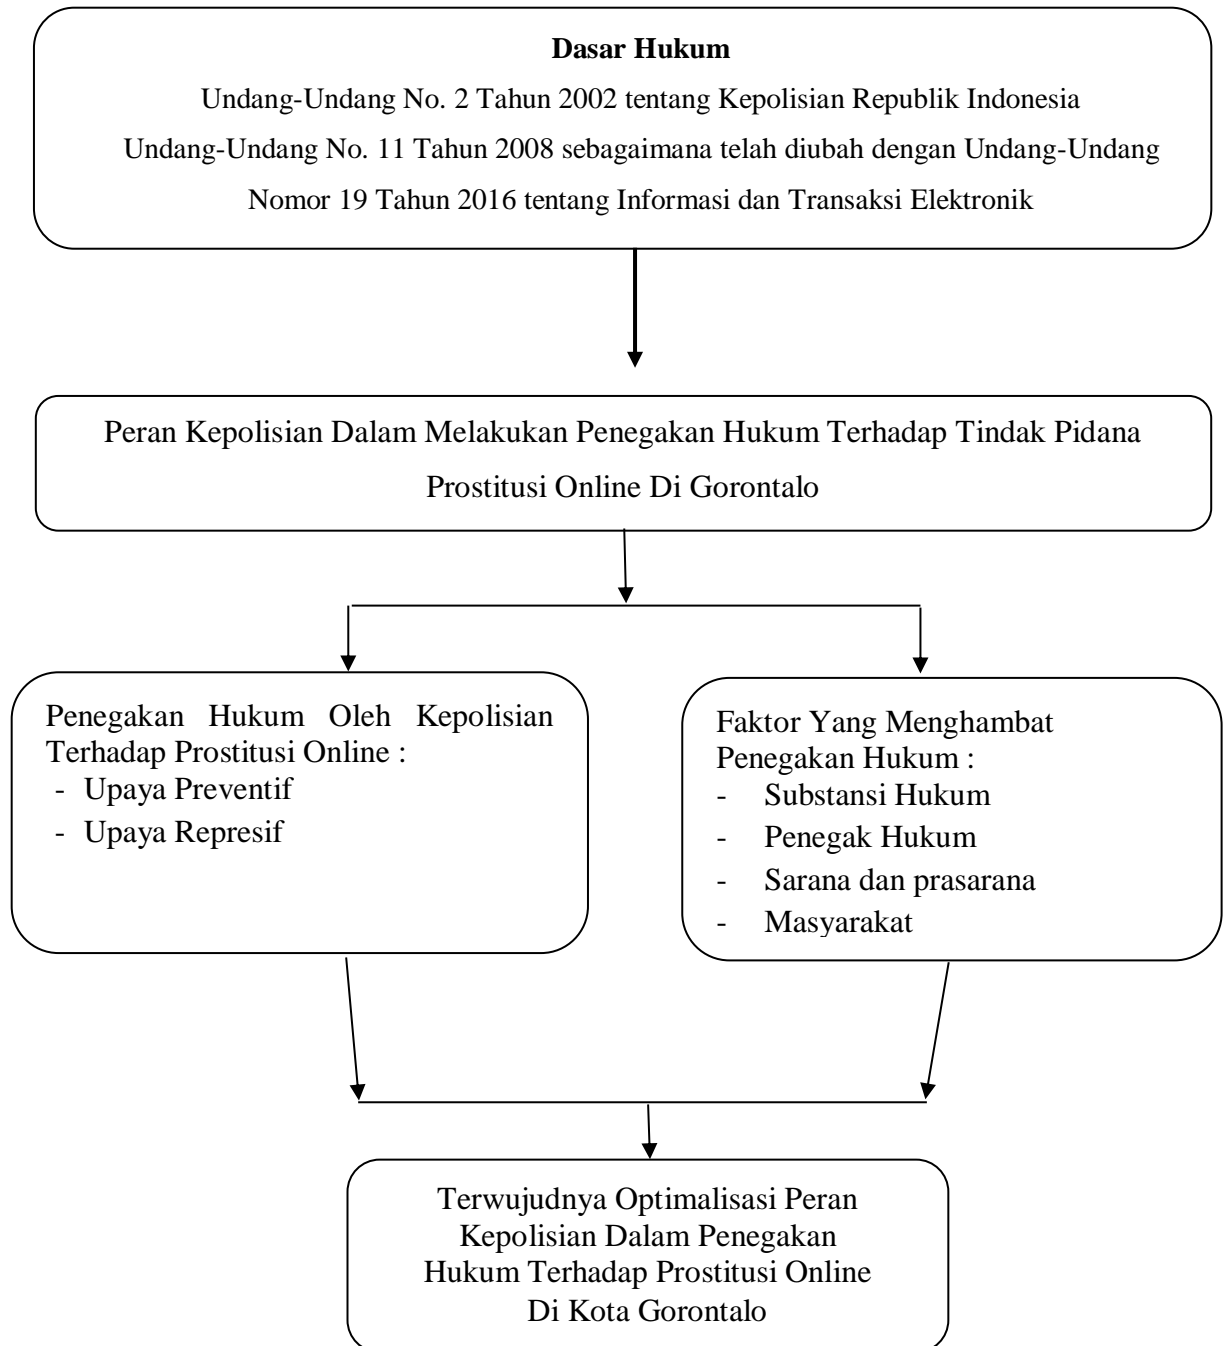 Dasar Hukum
Undang-Undang No. 2 Tahun 2002 tentang Kepolisian Republik Indonesia
Undang-Undang No. 11 Tahun 2008 sebagaimana telah diubah dengan Undang-Undang
Nomor 19 Tahun 2016 tentang Informasi dan Transaksi Elektronik
Peran Kepolisian Dalam Melakukan Penegakan Hukum Terhadap Tindak Pidana
Prostitusi Online Di Gorontalo
Penegakan Hukum Oleh Kepolisian
Terhadap Prostitusi Online :
- Upaya Preventif
- Upaya Represif
Faktor Yang Menghambat
Penegakan Hukum :
- Substansi Hukum
- Penegak Hukum
- Sarana dan prasarana
- Masyarakat
Terwujudnya Optimalisasi Peran
Kepolisian Dalam Penegakan
Hukum Terhadap Prostitusi Online
Di Kota Gorontalo